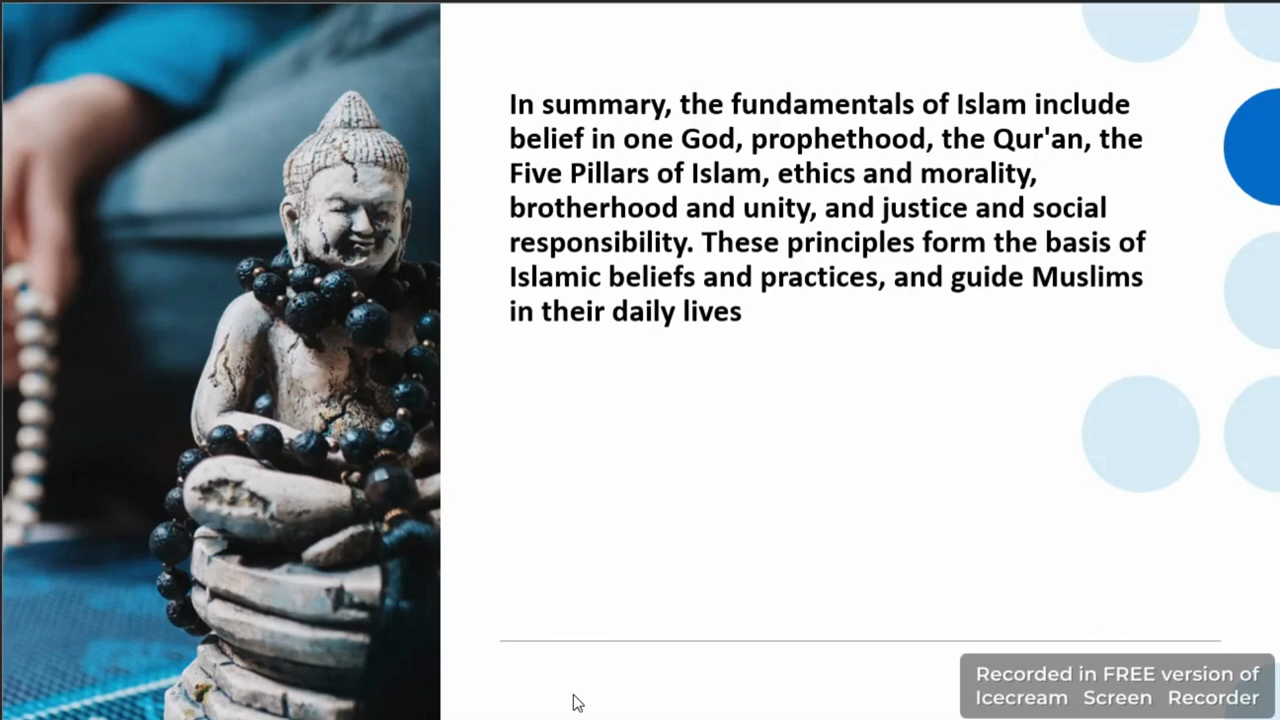 In summary, the fundamentals of Islam include
belief in one God, prophethood, the Qur'an, the
Five Pillars of Islam, ethics and morality,
brotherhood and unity, and justice and social
responsibility. These principles form the basis of
Islamic beliefs and practices, and guide Muslims
in their daily lives
Recorded in FREE version of
Icecream Screen Recorder